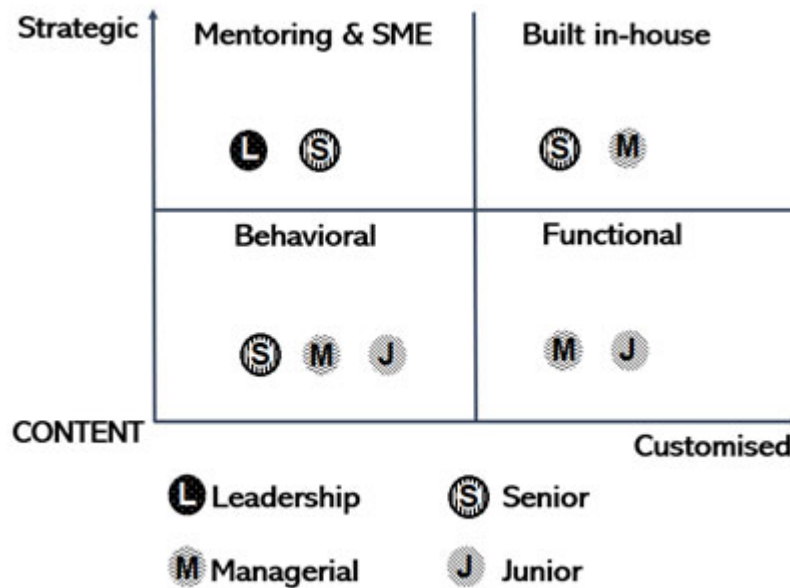 Strategic
Mentoring & SME
Built in-house
L S
S M
Behavioral
Functional
S M J
M J
CONTENT
Customised
L Leadership
S Senior
M Managerial
J Junior